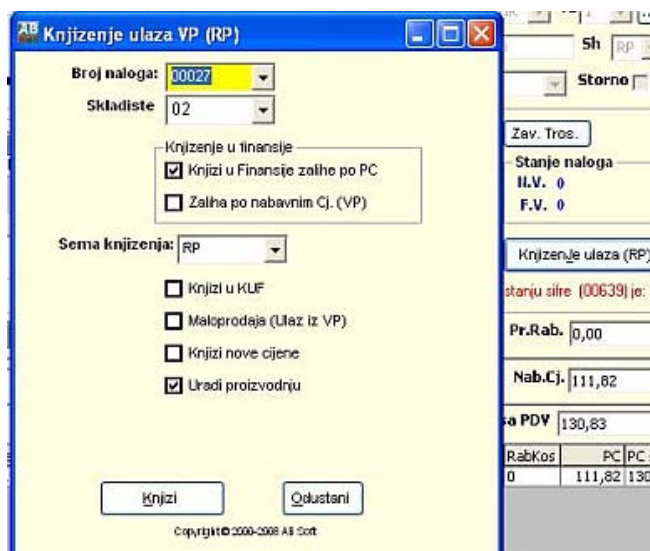 AB Knjizenje ulaza VP (RP)
Broj naloga: 00027
Skladiste 02
Knjizenje u finansije
Knjizi u Finansije zalihe po PC
Zaliha po nabavnim Cj. (VP)
Sema knjizenja: RP
Knjizi u KUF
Maloprodaja (Ulaz iz VP)
Knjizi nove cijene
Uradi proizvodnju
Knjizi Odustani
Copyright© 2000-2008 AB Soft
Sh RP
Storno
Zav. Tros.
Stanje naloga
N.V. 0
F.V. 0
Knjizenje ulaza (RP)
stanju sifre (00639) je:
Pr.Rab. 0,00
Nab.Cj. 111,82
sa PDV 130,83
RabKos PC PC
0 111,82 130